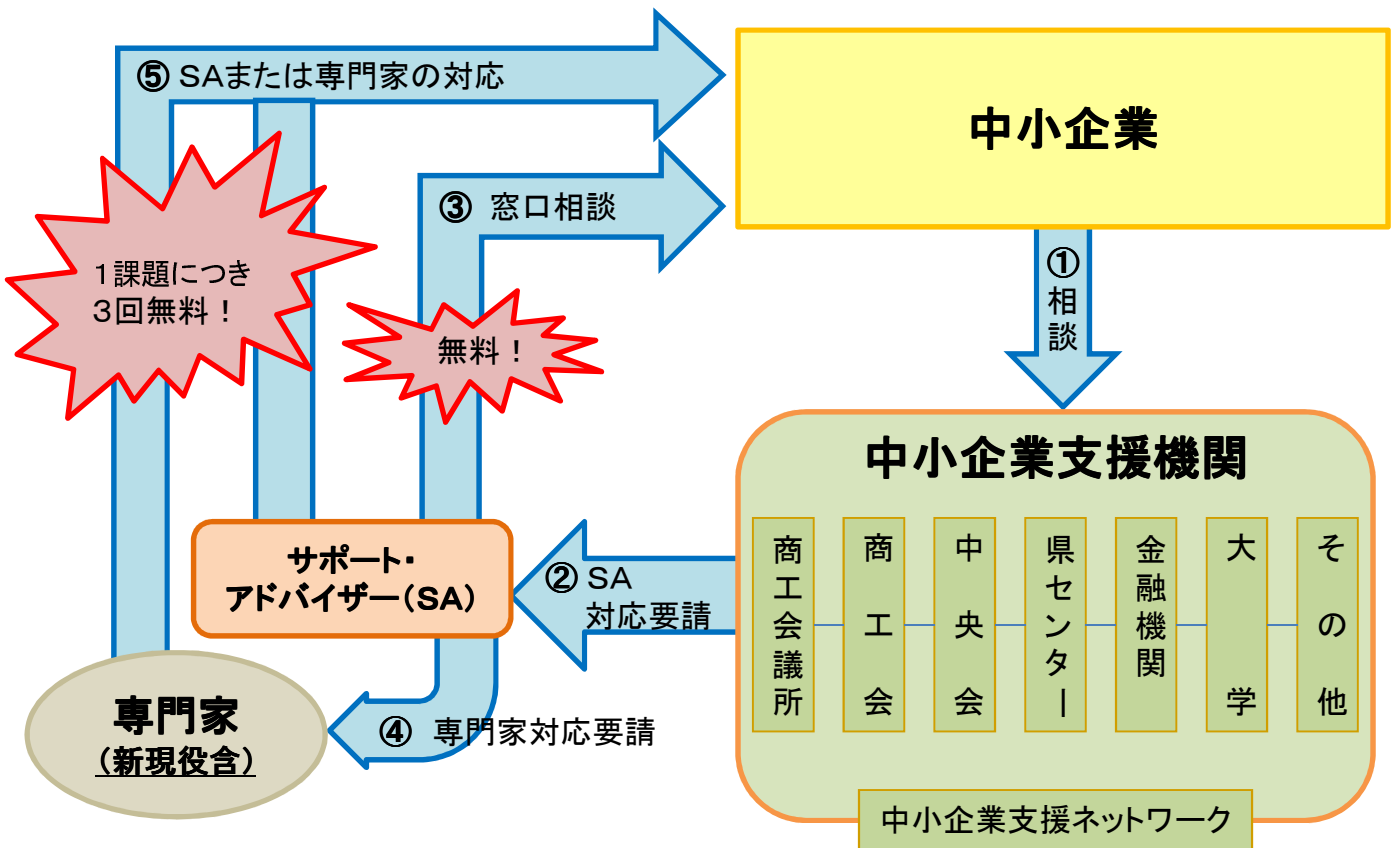 ⑤ SAまたは専門家の対応
中小企業
③ 窓口相談
①
相談
1課題につき
3回無料！
無料！
中小企業支援機関
商工会議所
商工会
中央会
県センター
金融機関
大学
その他
サポート・
アドバイザー（SA）
② SA
対応要請
専門家
（新現役含）
④ 専門家対応要請
中小企業支援ネットワーク